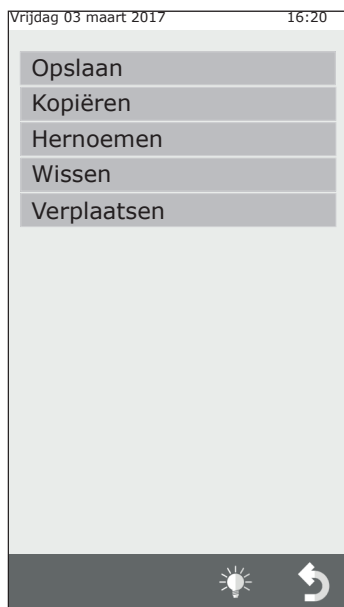 Vrijdag 03 maart 2017 16:20
Opslaan
Kopiëren
Hernoemen
Wissen
Verplaatsen